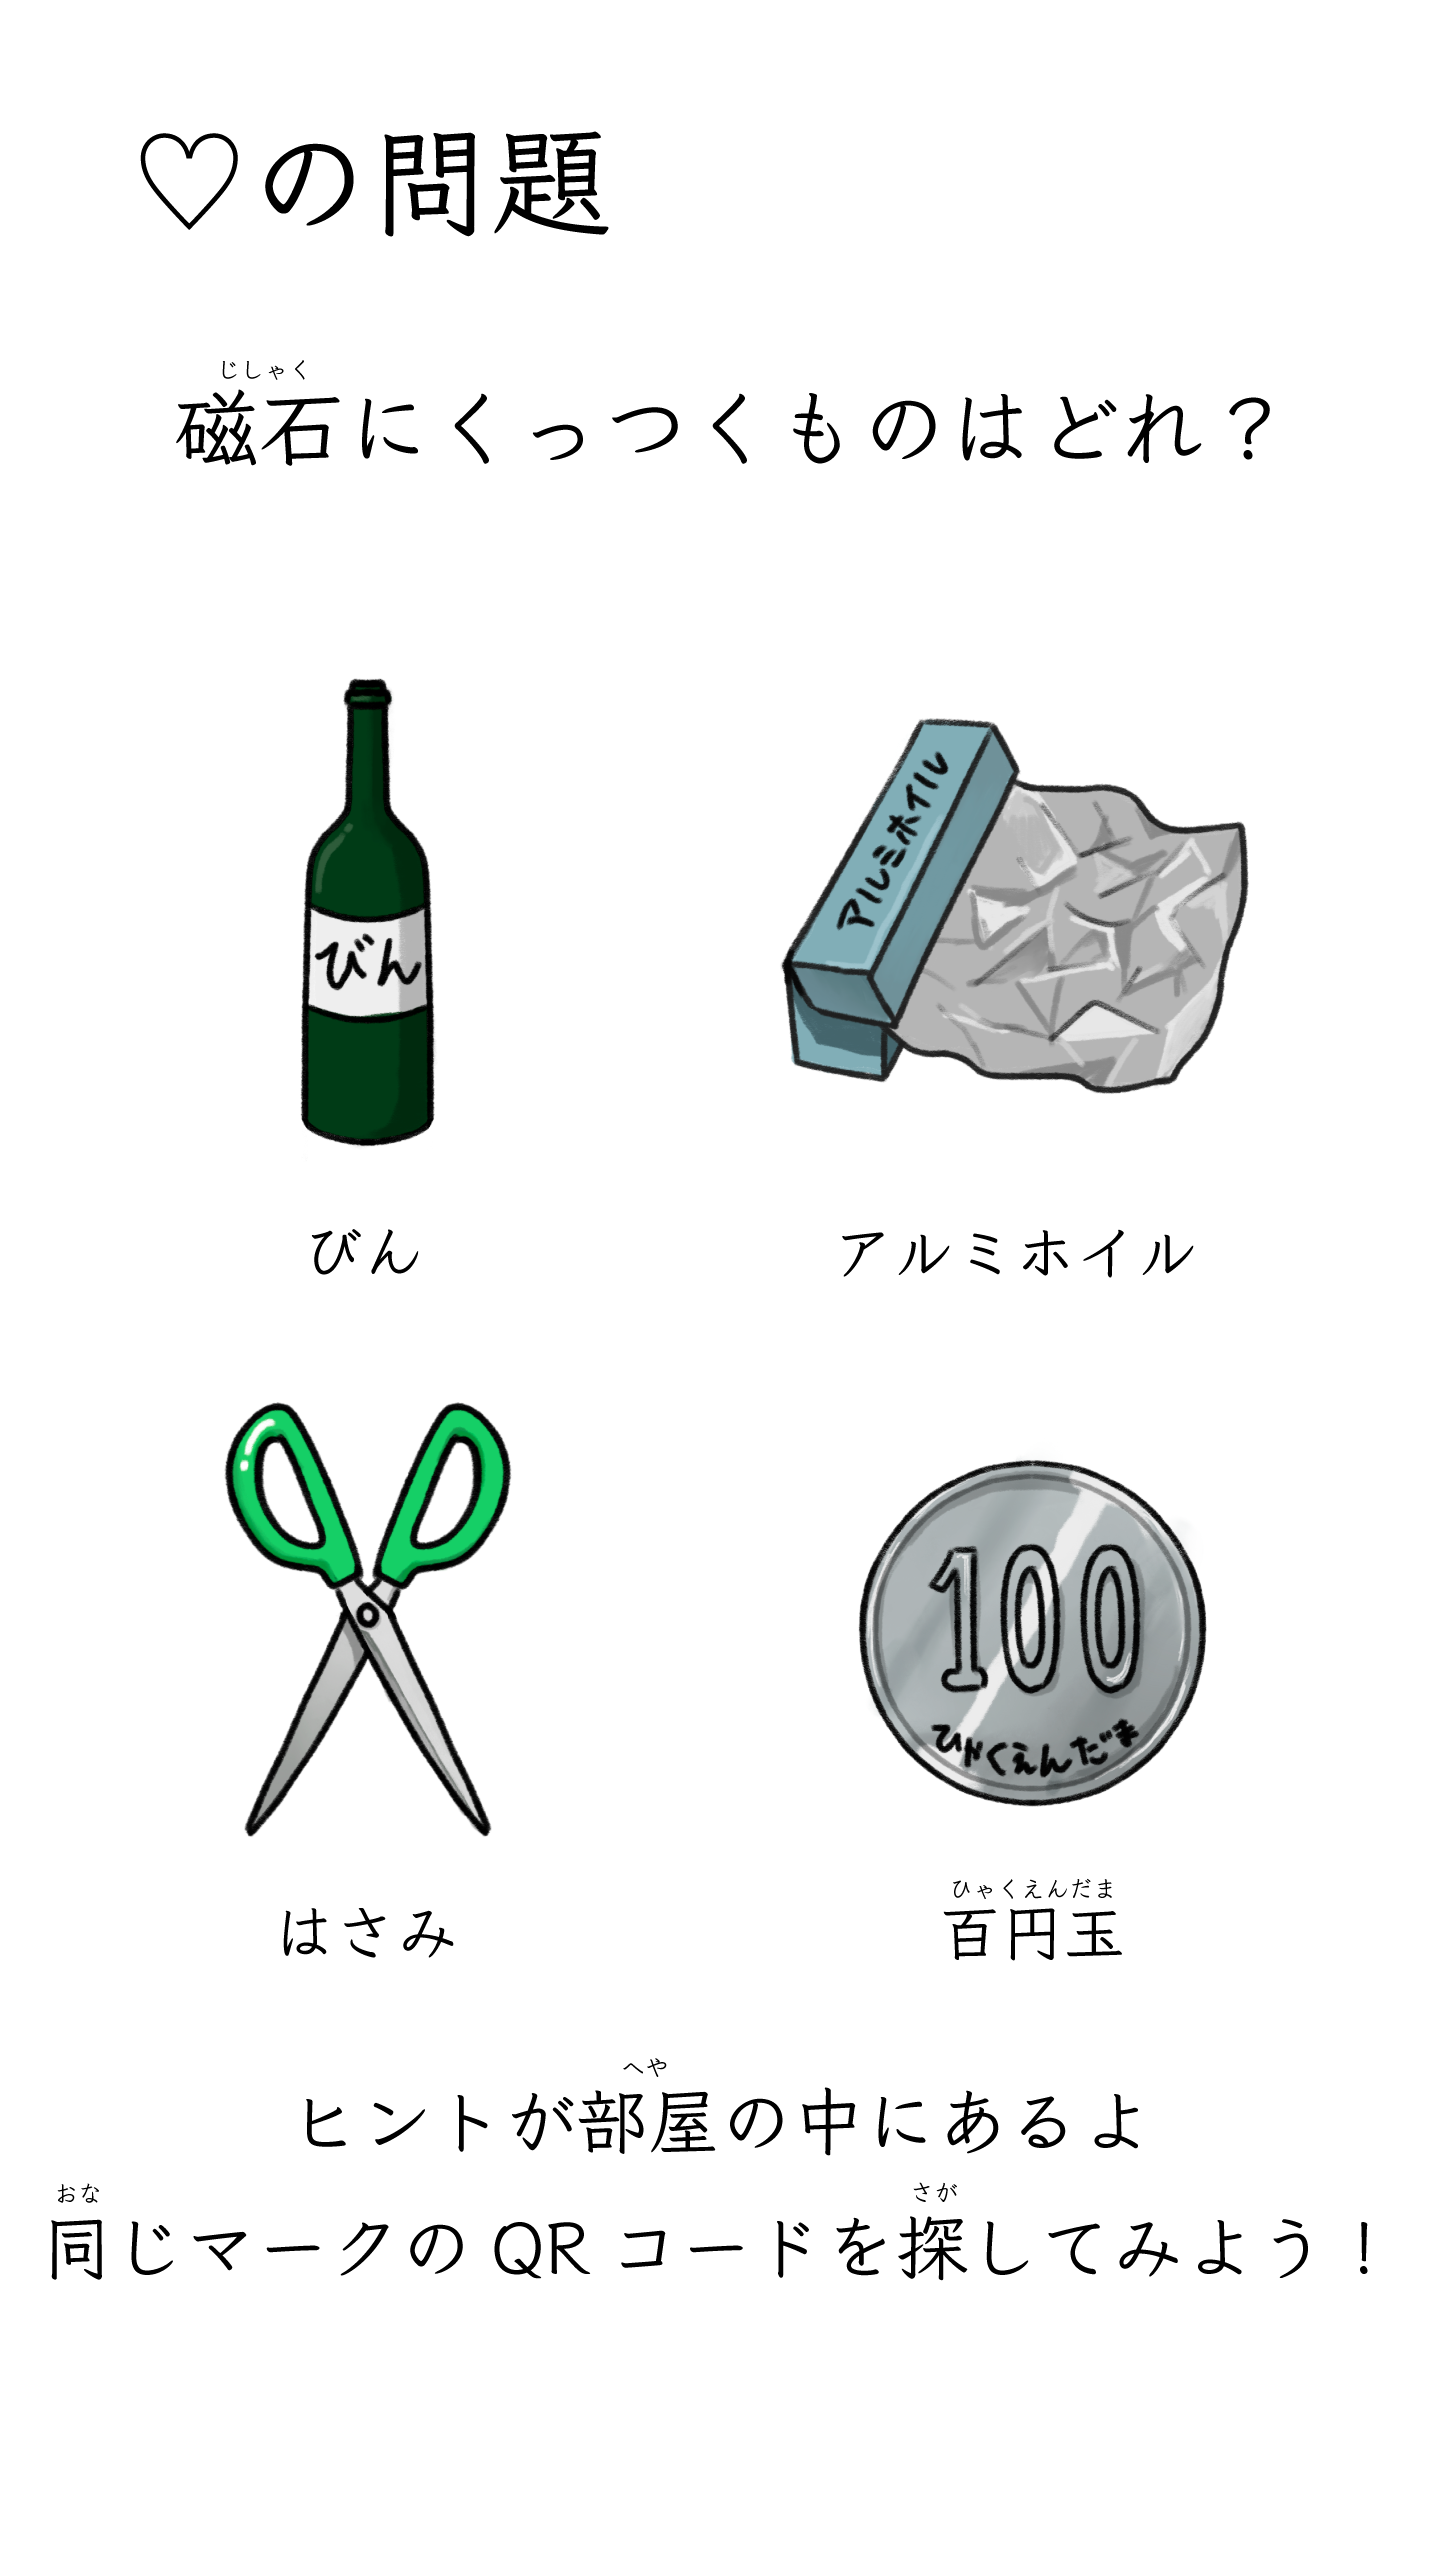 ♡の問題
じしゃく
磁石にくっつくものはどれ？
びん
アルミホイル
びん
アルミホイル
100
ひゃくえんだま
はさみ
ひゃくえんだま
百円玉
へや
ヒントが部屋の中にあるよ
おな さが
同じマークのQRコードを探してみよう！